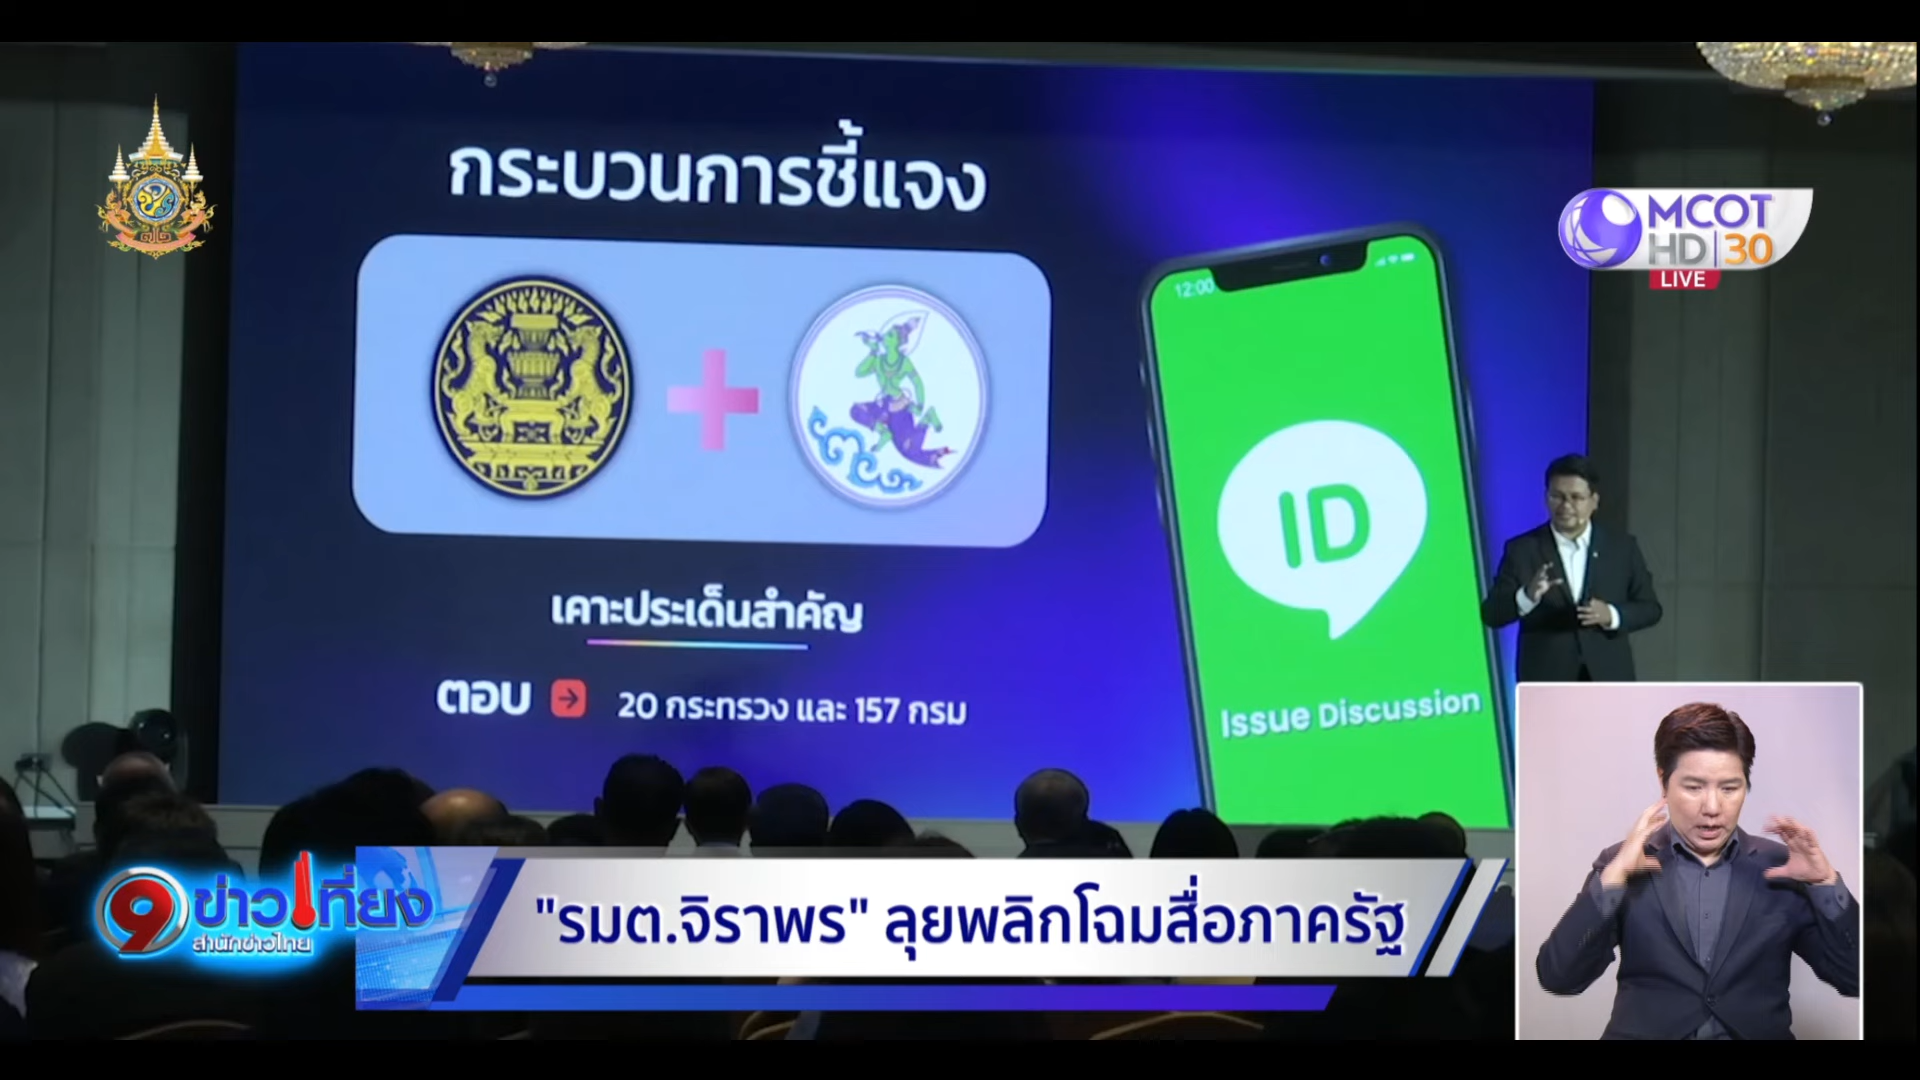 กระบวนการชี้แจง
MCOT
HD 30
LIVE
12:00
ID
Issue Discussion
เคาะประเด็นสำคัญ
ตอบ 20 กระทรวง และ 157 กรม
9 ข่าวเที่ยง
สำนักข่าวไทย
"รมต.จิราพร" ลุยพลิกโฉมสื่อภาครัฐ